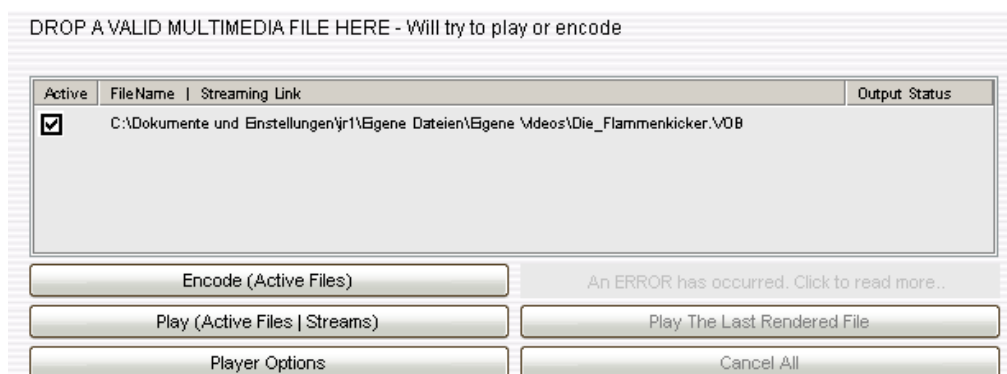 DROP A VALID MULTIMEDIA FILE HERE - Will try to play or encode
Active FileName | Streaming Link Output Status
C:\Dokumente und Einstellungen\jr1\Eigene Dateien\Eigene Videos\Die_Flammenkicker.VOB
Encode (Active Files) An ERROR has occurred. Click to read more..
Play (Active Files | Streams) Play The Last Rendered File
Player Options Cancel All